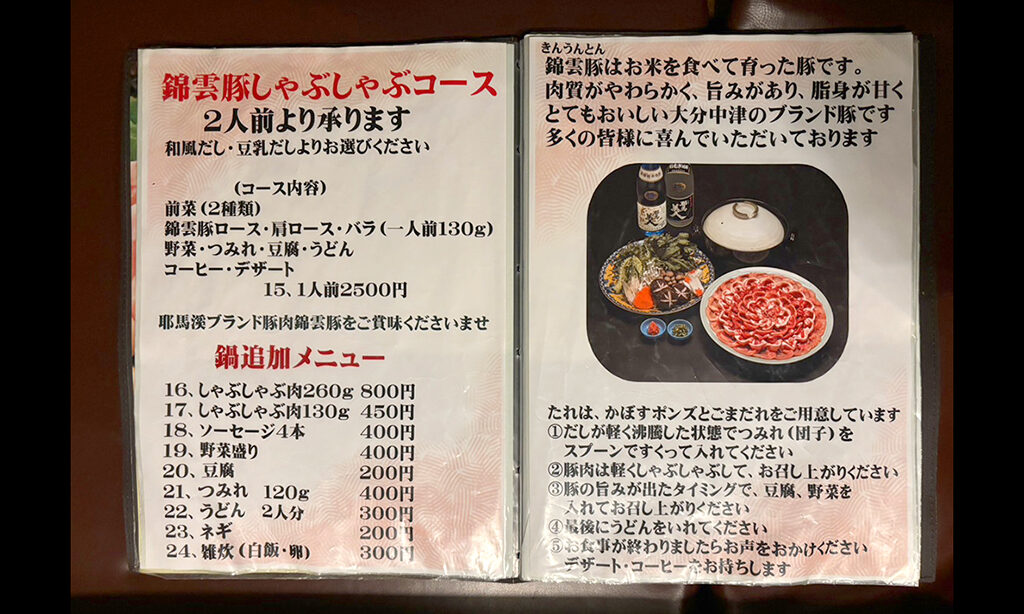 錦雲豚しゃぶしゃぶコース
2人前より承ります
和風だし・豆乳だしよりお選びください
(コース内容)
前菜(2種類)
錦雲豚ロース・肩ロース・バラ(一人前130g)
野菜・つみれ・豆腐・うどん
コーヒー・デザート
15、1人前2500円
耶馬溪ブランド豚肉錦雲豚をご賞味くださいませ
鍋追加メニュー
16、しゃぶしゃぶ肉260g 800円
17、しゃぶしゃぶ肉130g 450円
18、ソーセージ4本 400円
19、野菜盛り 400円
20、豆腐 200円
21、つみれ 120g 400円
22、うどん 2人分 300円
23、ネギ 200円
24、雑炊(白飯・卵) 300円
きんうんとん
錦雲豚はお米を食べて育った豚です。
肉質がやわらかく、旨みがあり、脂身が甘く
とてもおいしい大分中津のブランド豚です
多くの皆様に喜んでいただいております
たれは、かぼすポンズとごまだれをご用意しています
①だしが軽く沸騰した状態でつみれ(団子)を
スプーンですくって入れてください
②豚肉は軽くしゃぶしゃぶして、お召し上がりください
③豚の旨みが出たタイミングで、豆腐、野菜を
入れてお召し上がりください
④最後にうどんをいれてください
⑤お食事が終わりましたらお声をおかけください
デザート・コーヒーをお持ちします